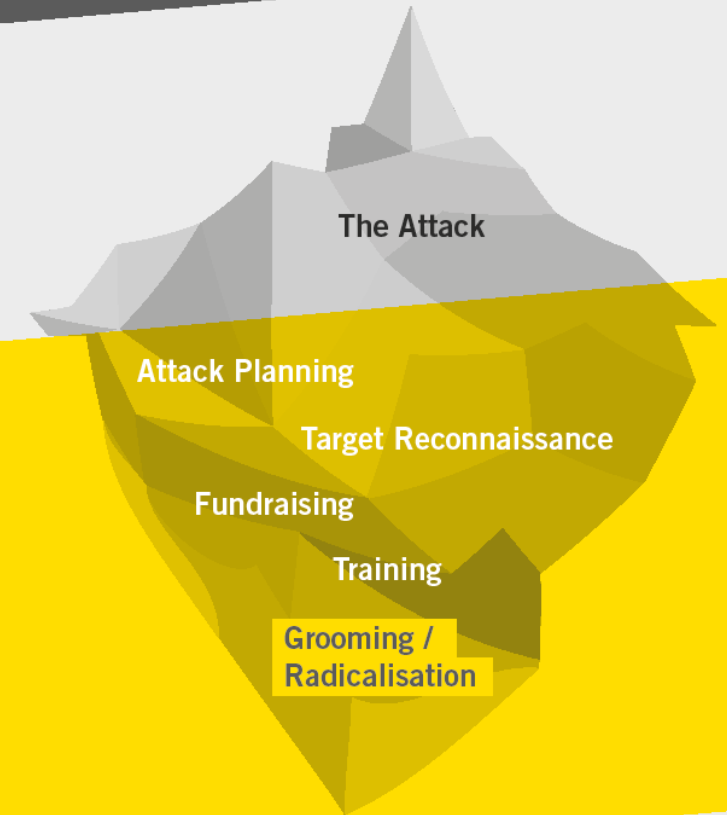 The Attack
Attack Planning
Target Reconnaissance
Fundraising
Training
Grooming /
Radicalisation